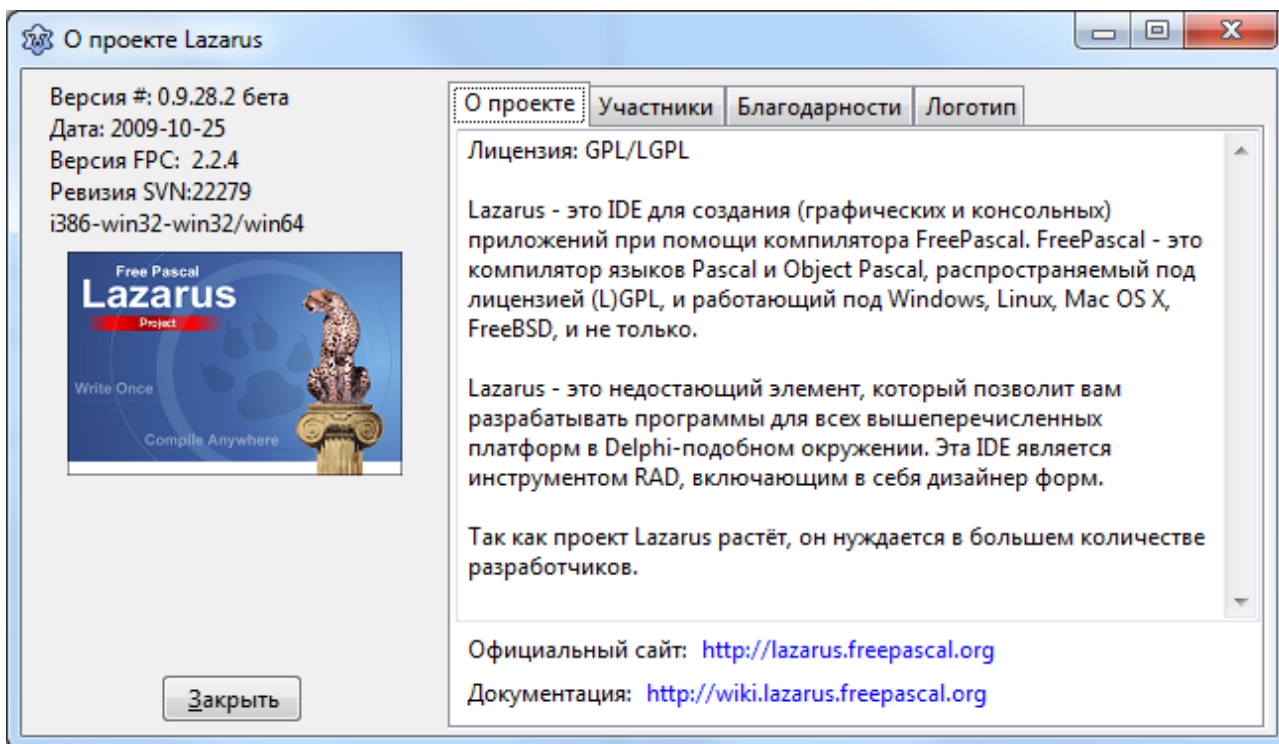 О проекте Lazarus
Версия #: 0.9.28.2 бета
Дата: 2009-10-25
Версия FPC: 2.2.4
Ревизия SVN:22279
i386-win32-win32/win64
Free Pascal
Lazarus
Project
Write Once
Compile Anywhere
Закрыть
О проекте Участники Благодарности Логотип
Лицензия: GPL/LGPL
Lazarus - это IDE для создания (графических и консольных)
приложений при помощи компилятора FreePascal. FreePascal - это
компилятор языков Pascal и Object Pascal, распространяемый под
лицензией (L)GPL, и работающий под Windows, Linux, Mac OS X,
FreeBSD, и не только.
Lazarus - это недостающий элемент, который позволит вам
разрабатывать программы для всех вышеперечисленных
платформ в Delphi-подобном окружении. Эта IDE является
инструментом RAD, включающим в себя дизайнер форм.
Так как проект Lazarus растёт, он нуждается в большем количестве
разработчиков.
Официальный сайт: http://lazarus.freepascal.org
Документация: http://wiki.lazarus.freepascal.org